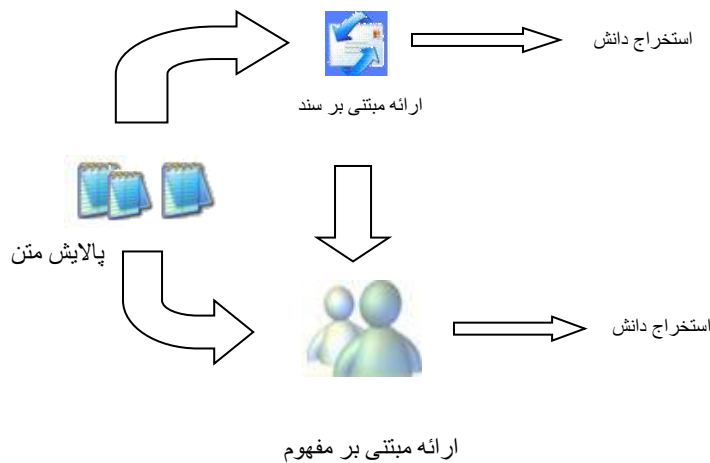 استخراج دانش
ارائه مبتنی بر سند
پالایش متن
استخراج دانش
ارائه مبتنی بر مفهوم